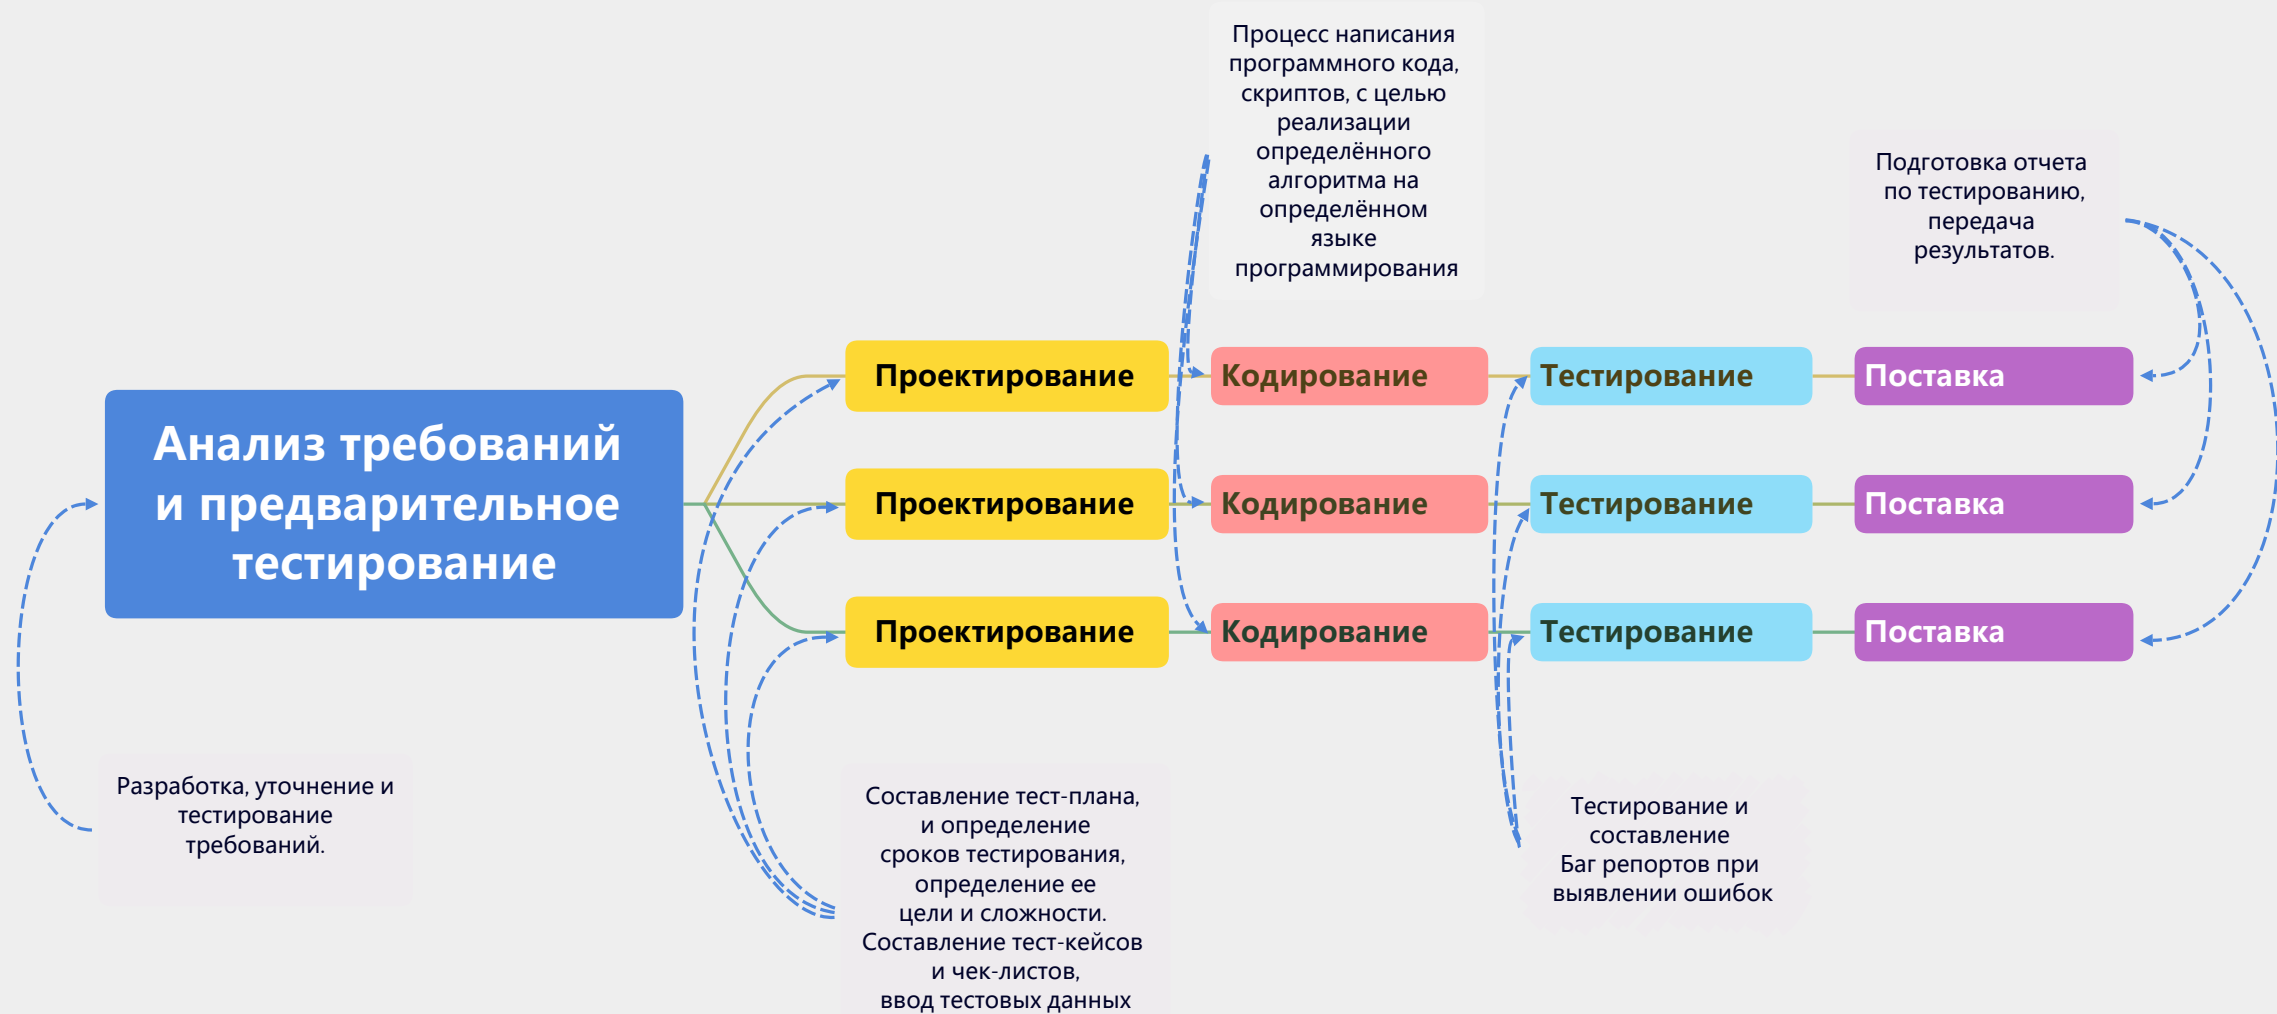 Процесс написания
программного кода,
скриптов, с целью
реализации
определённого
алгоритма на
определённом
языке
программирования
Подготовка отчета
по тестированию,
передача
результатов.
Анализ требований
и предварительное
тестирование
Проектирование
Кодирование
Тестирование
Поставка
Проектирование
Кодирование
Тестирование
Поставка
Проектирование
Кодирование
Тестирование
Поставка
Разработка, уточнение и
тестирование
требований.
Составление тест-плана,
и определение
сроков тестирования,
определение ее
цели и сложности.
Составление тест-кейсов
и чек-листов,
ввод тестовых данных
Тестирование и
составление
Баг репортов при
выявлении ошибок